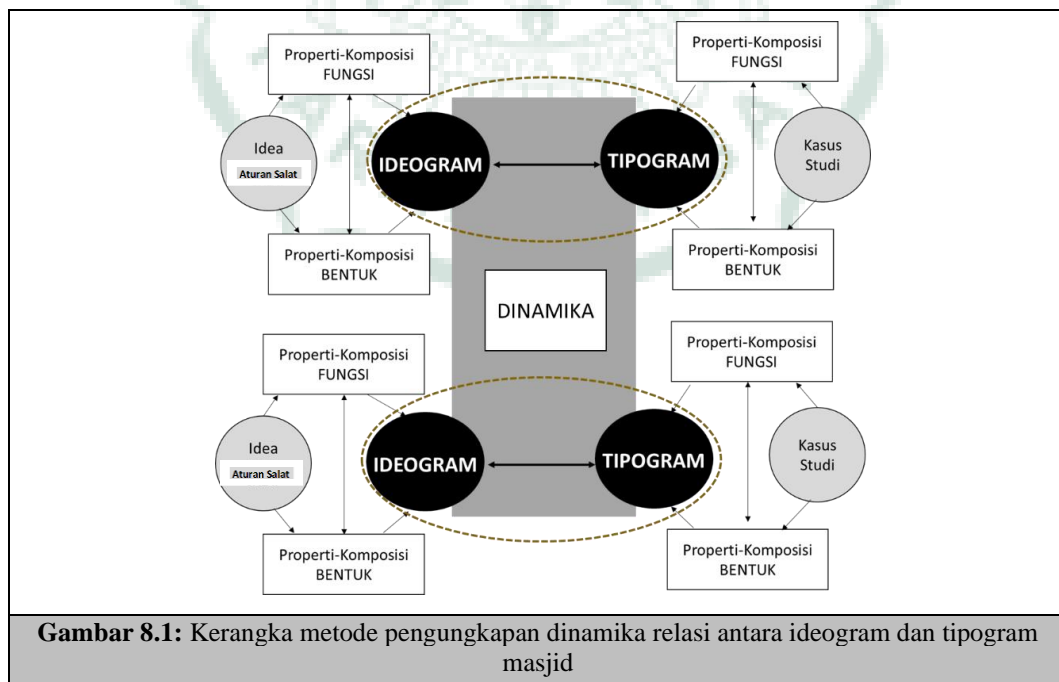 Properti-Komposisi
FUNGSI
Properti-Komposisi
FUNGSI
Idea
Aturan Salat
IDEOGRAM
TIPOGRAM
Kasus
Studi
Properti-Komposisi
BENTUK
Properti-Komposisi
BENTUK
DINAMIKA
Properti-Komposisi
FUNGSI
Properti-Komposisi
FUNGSI
Idea
Aturan Salat
IDEOGRAM
TIPOGRAM
Kasus
Studi
Properti-Komposisi
BENTUK
Properti-Komposisi
BENTUK
Gambar 8.1: Kerangka metode pengungkapan dinamika relasi antara ideogram dan tipogram
masjid